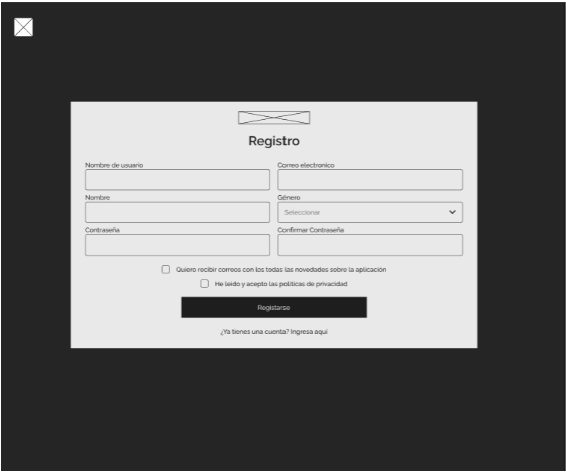 Registro
Nombre de usuario
Correo electronico
Nombre
Género
Seleccionar
Contraseña
Confirmar Contraseña
Quiero recibir correos con los todas las novedades sobre la aplicación
He leido y acepto las políticas de privacidad
Registarse
¿Ya tienes una cuenta? Ingresa aquí